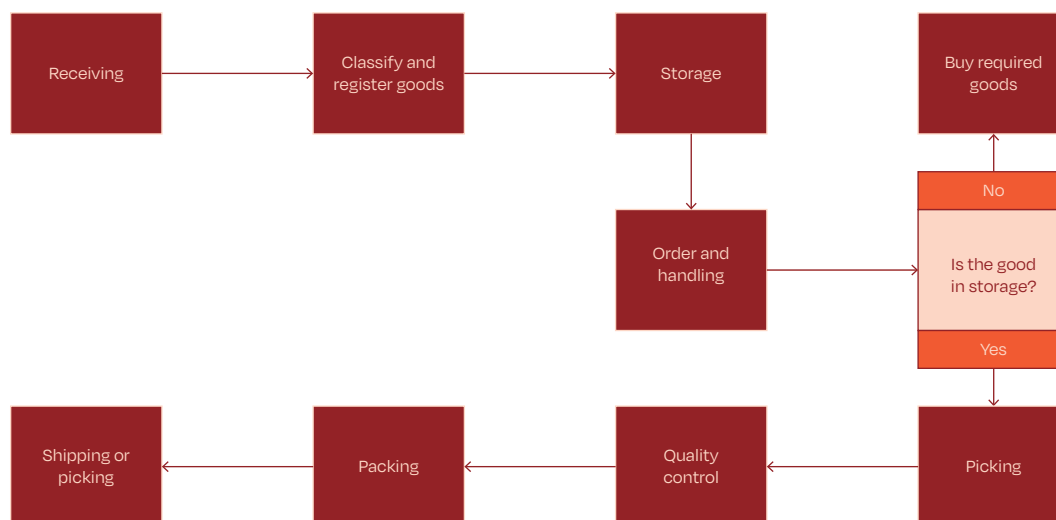 Receiving
Classify and
register goods
Storage
Buy required
goods
No
Order and
handling
Is the good
in storage?
Yes
Shipping or
picking
Packing
Quality
control
Picking